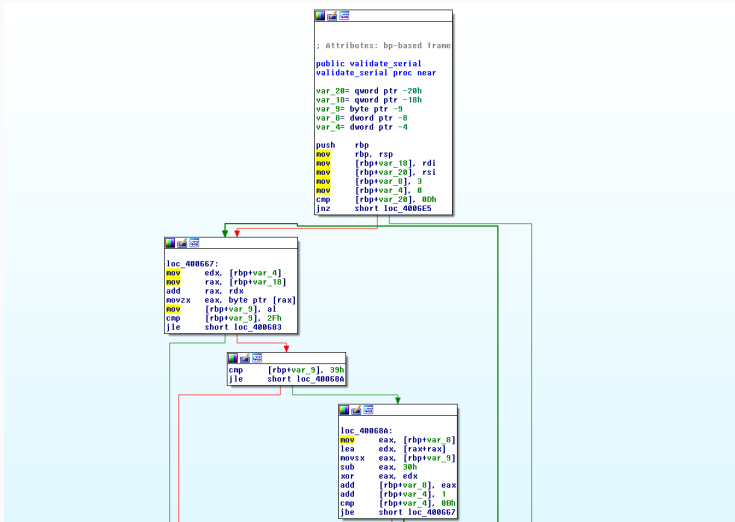 ; Attributes: bp-based frame
public validate_serial
validate_serial proc near
var_20= qword ptr -20h
var_18= qword ptr -18h
var_9= byte ptr -9
var_8= dword ptr -8
var_4= dword ptr -4
push rbp
mov rbp, rsp
mov [rbp+var_18], rdi
mov [rbp+var_20], rsi
mov [rbp+var_8], 3
mov [rbp+var_4], 0
cmp [rbp+var_20], 0Dh
jnz short loc_4006E5
loc_400667:
mov edx, [rbp+var_4]
mov rax, [rbp+var_18]
add rax, rdx
movzx eax, byte ptr [rax]
mov [rbp+var_9], al
cmp [rbp+var_9], 2Fh
jle short loc_400683
cmp [rbp+var_9], 39h
jle short loc_40068A
loc_40068A:
mov eax, [rbp+var_8]
lea edx, [rax+rax]
movsx eax, [rbp+var_9]
sub eax, 30h
xor eax, edx
add [rbp+var_8], eax
add [rbp+var_4], 1
cmp [rbp+var_4], 0Bh
jbe short loc_400667